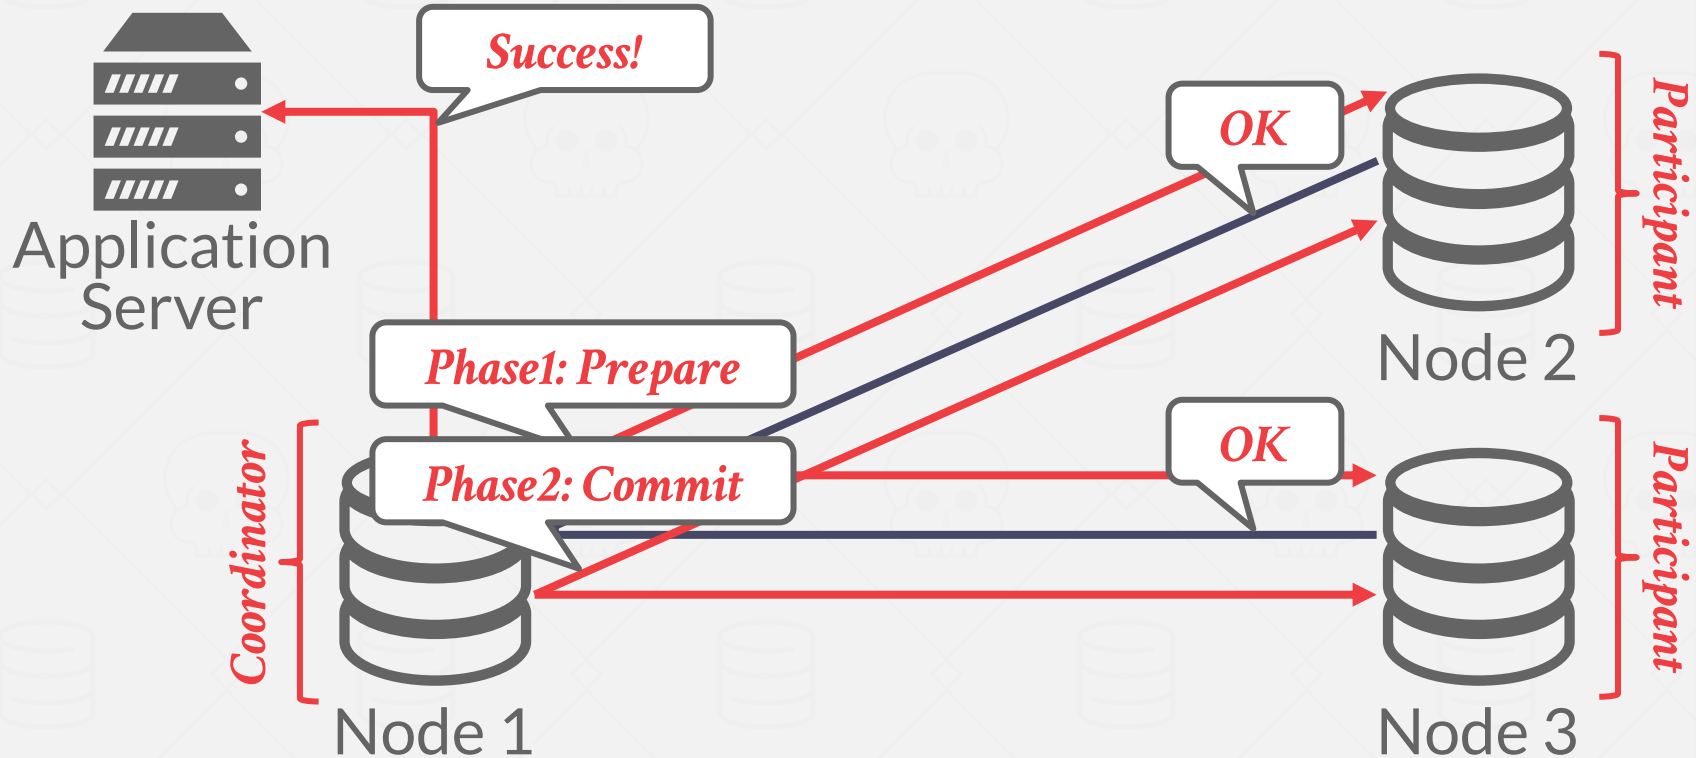 Success!
OK
Participant
Application
Server
Phase1: Prepare
Node 2
OK
Phase2: Commit
Coordinator
Participant
Node 1
Node 3